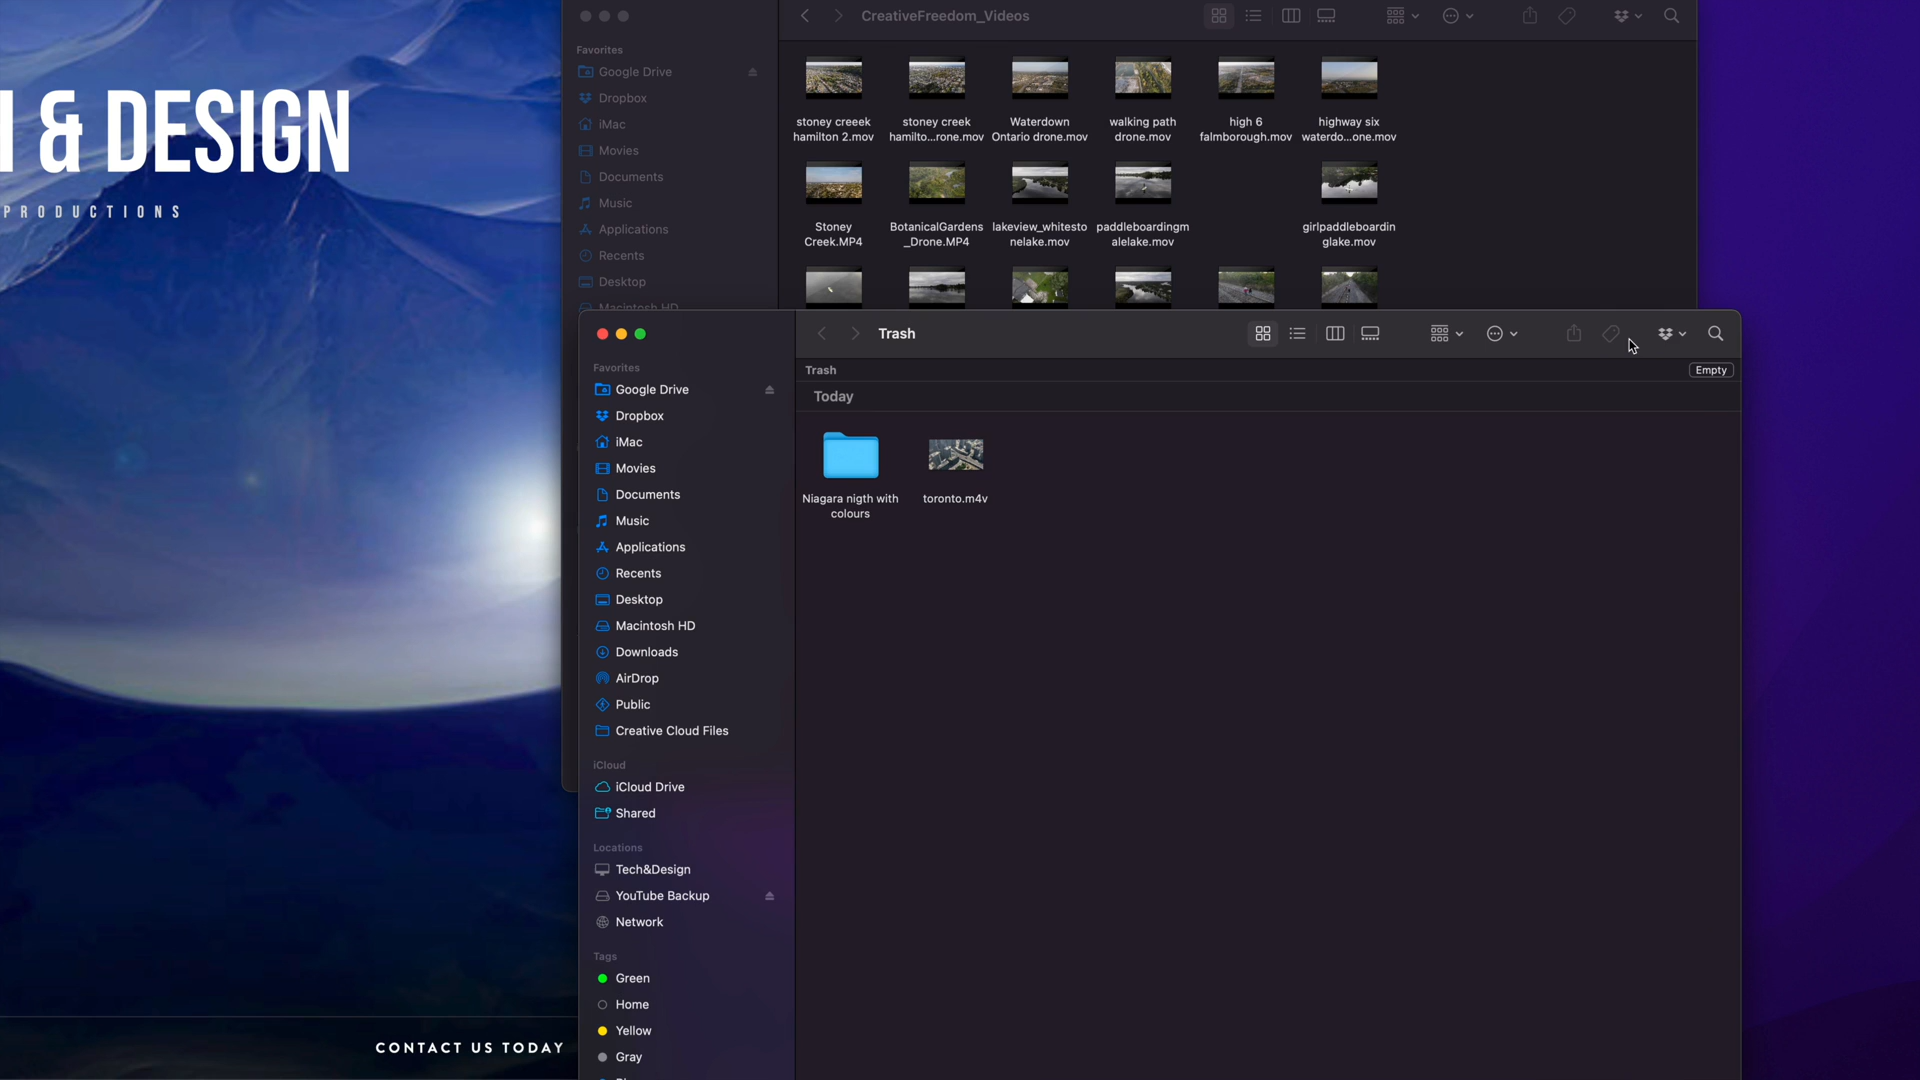 & DESIGN
PRODUCTIONS
CONTACT US TODAY
CreativeFreedom_Videos
Favorites
Google Drive
Dropbox
iMac
Movies
Documents
Music
Applications
Recents
Desktop
Macintosh HD
stoney creeek
hamilton 2.mov
stoney creek
hamilto...rone.mov
Waterdown
Ontario drone.mov
walking path
drone.mov
high 6
falmborough.mov
highway six
waterdo...one.mov
Stoney
Creek.MP4
BotanicalGardens
_Drone.MP4
lakeview_whitesto
nelake.mov
paddleboardingm
alelake.mov
girlpaddleboardin
glake.mov
Trash
Favorites
Google Drive
Dropbox
iMac
Movies
Documents
Music
Applications
Recents
Desktop
Macintosh HD
Downloads
AirDrop
Public
Creative Cloud Files
iCloud
iCloud Drive
Shared
Locations
Tech&Design
YouTube Backup
Network
Tags
Green
Home
Yellow
Gray
Trash
Empty
Today
Niagara nigth with
colours
toronto.m4v